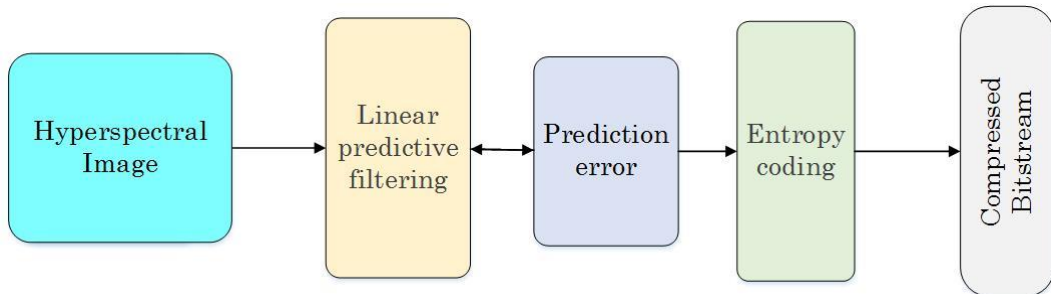 Hyperspectral
Image
Linear
predictive
filtering
Prediction
error
Entropy
coding
Compressed
Bitstream